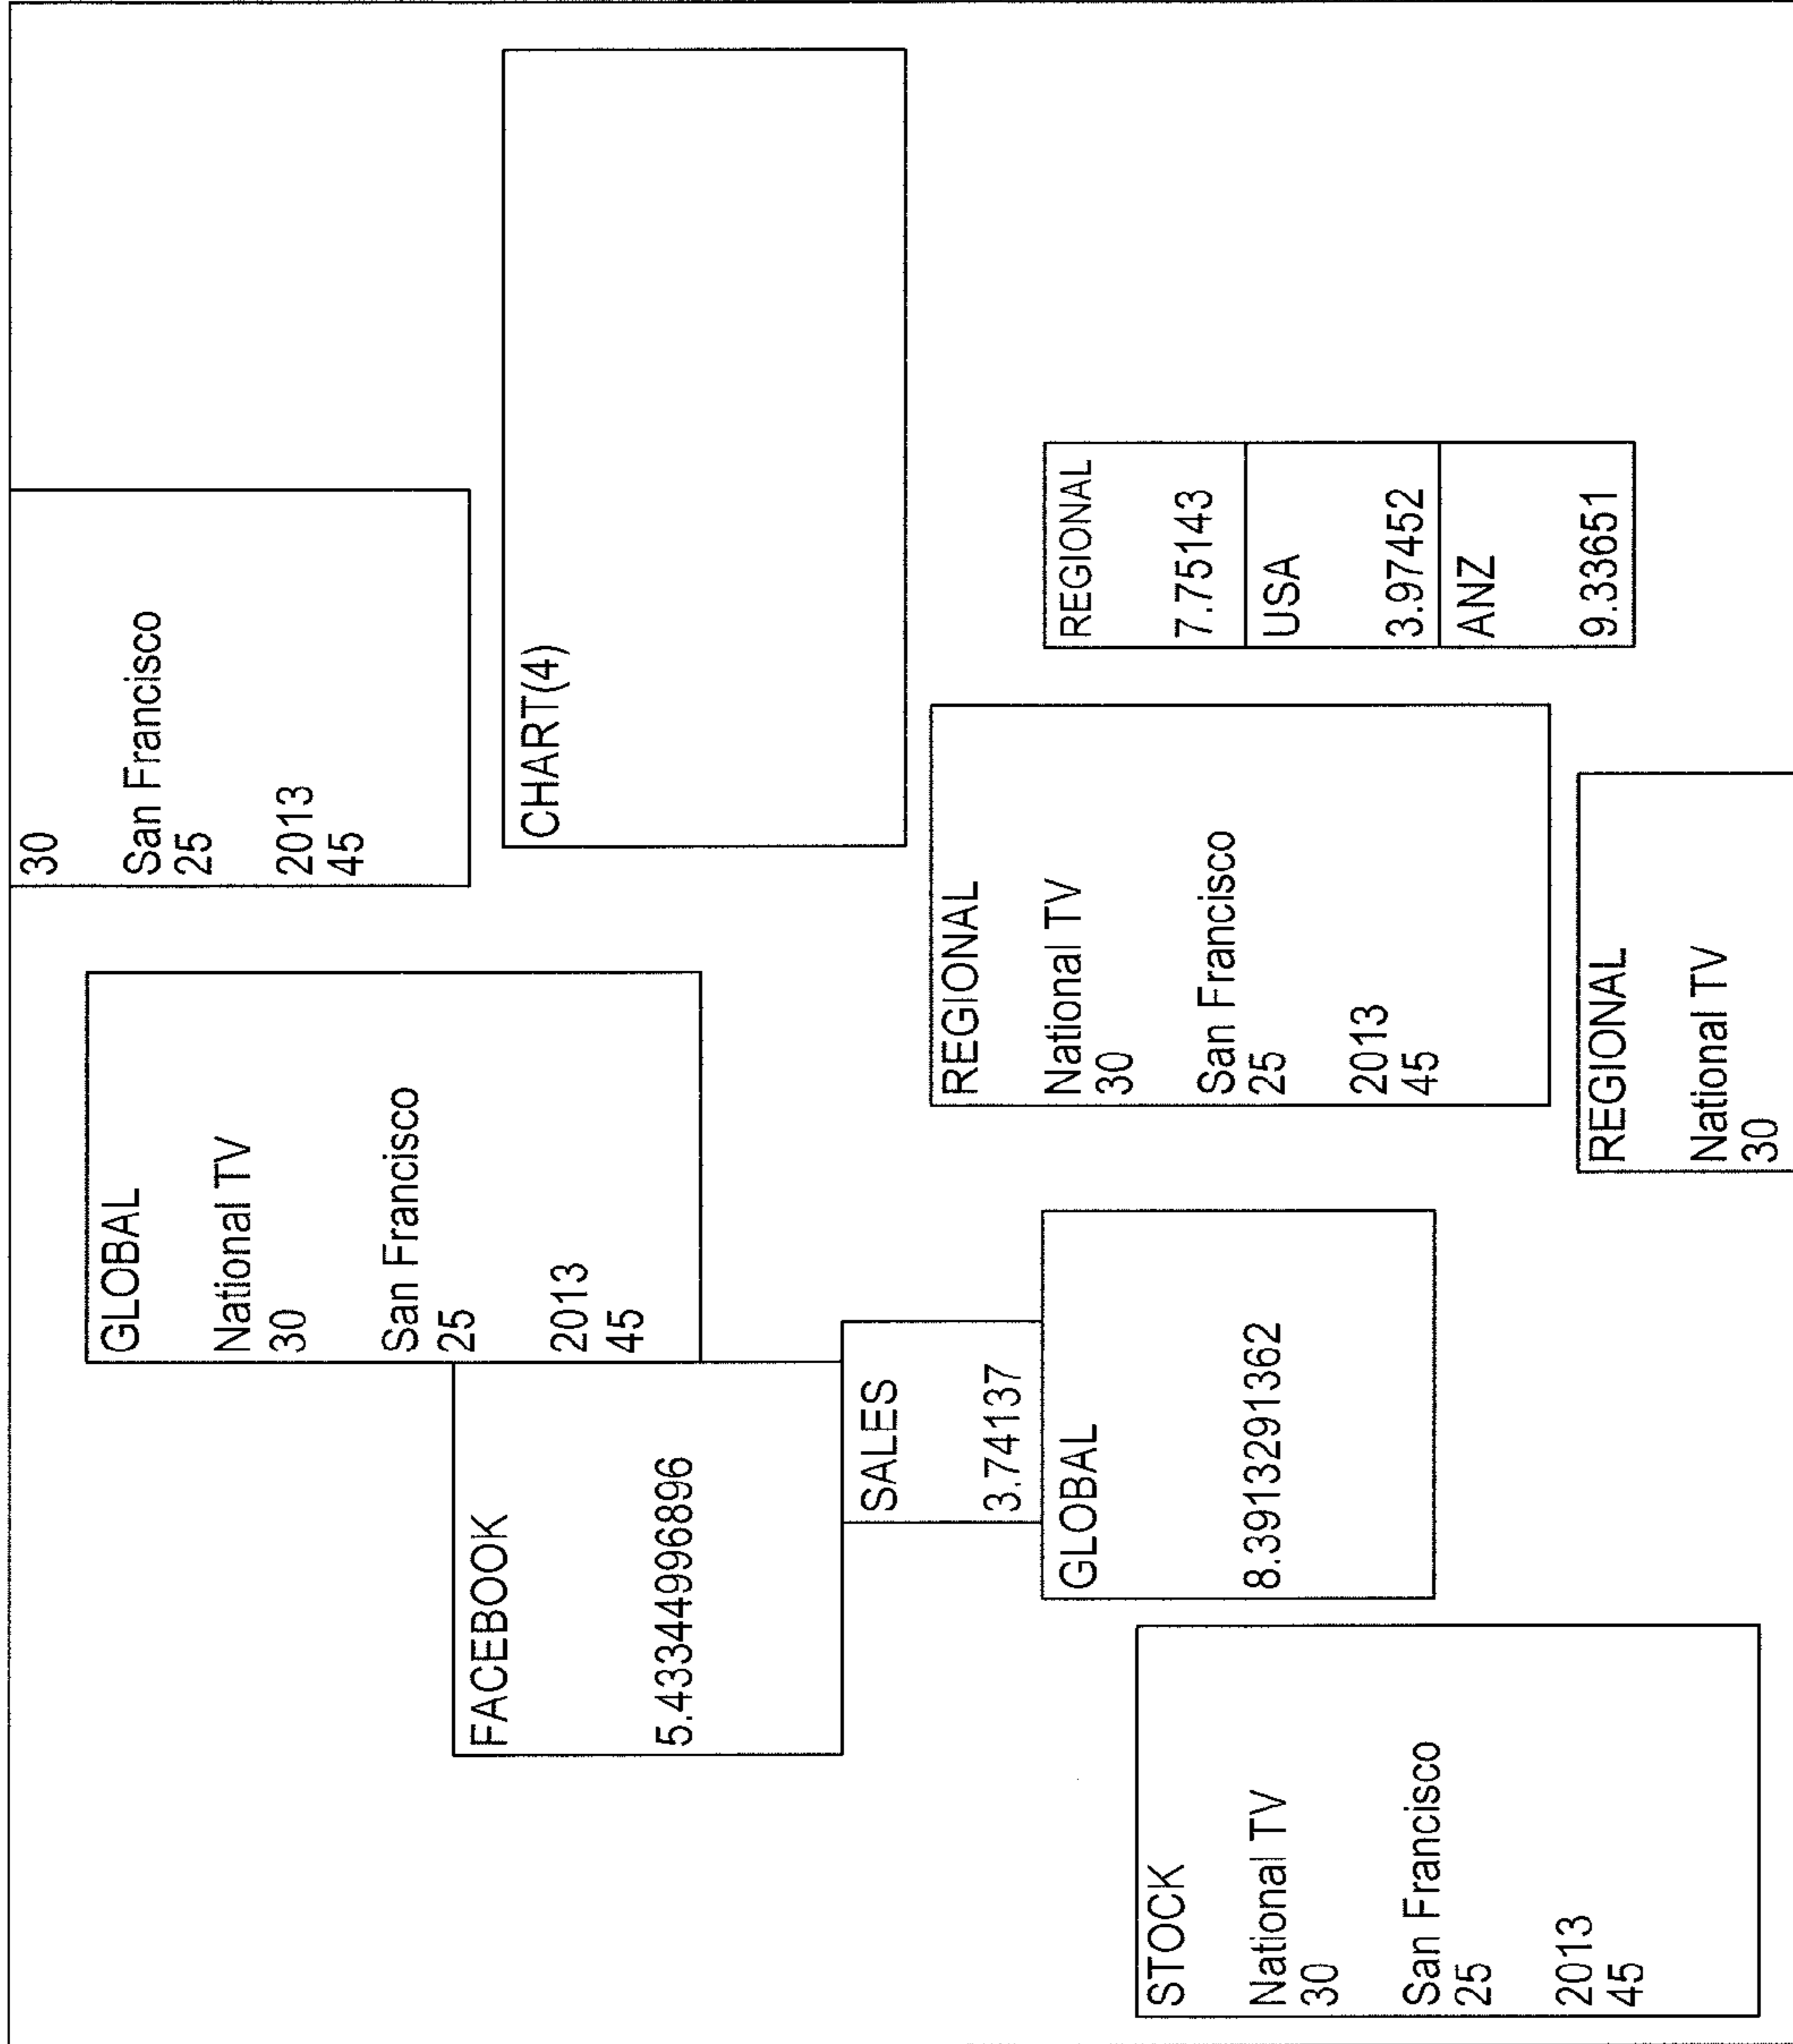 GLOBAL
National TV
30
San Francisco
25
2013
45
30
San Francisco
25
2013
45
FACEBOOK
5.43344996896
CHART(4)
SALES
3.74137
GLOBAL
8.39132291362
REGIONAL
National TV
30
San Francisco
25
2013
45
REGIONAL
7.75143
USA
3.97452
ANZ
9.33651
STOCK
National TV
30
San Francisco
25
2013
45
REGIONAL
National TV
30